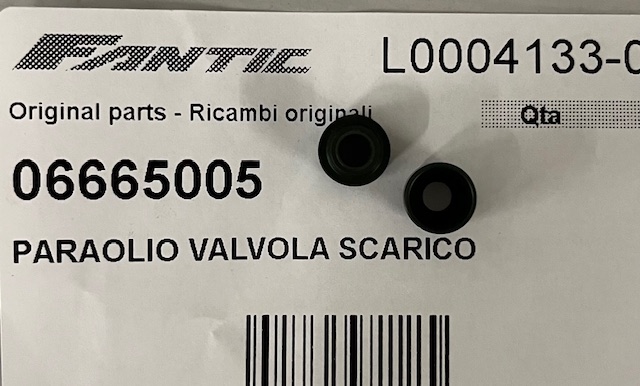 FANTIC
L0004133-0
Original parts - Ricambi originali
Qta
06665005
PARAOLIO VALVOLA SCARICO